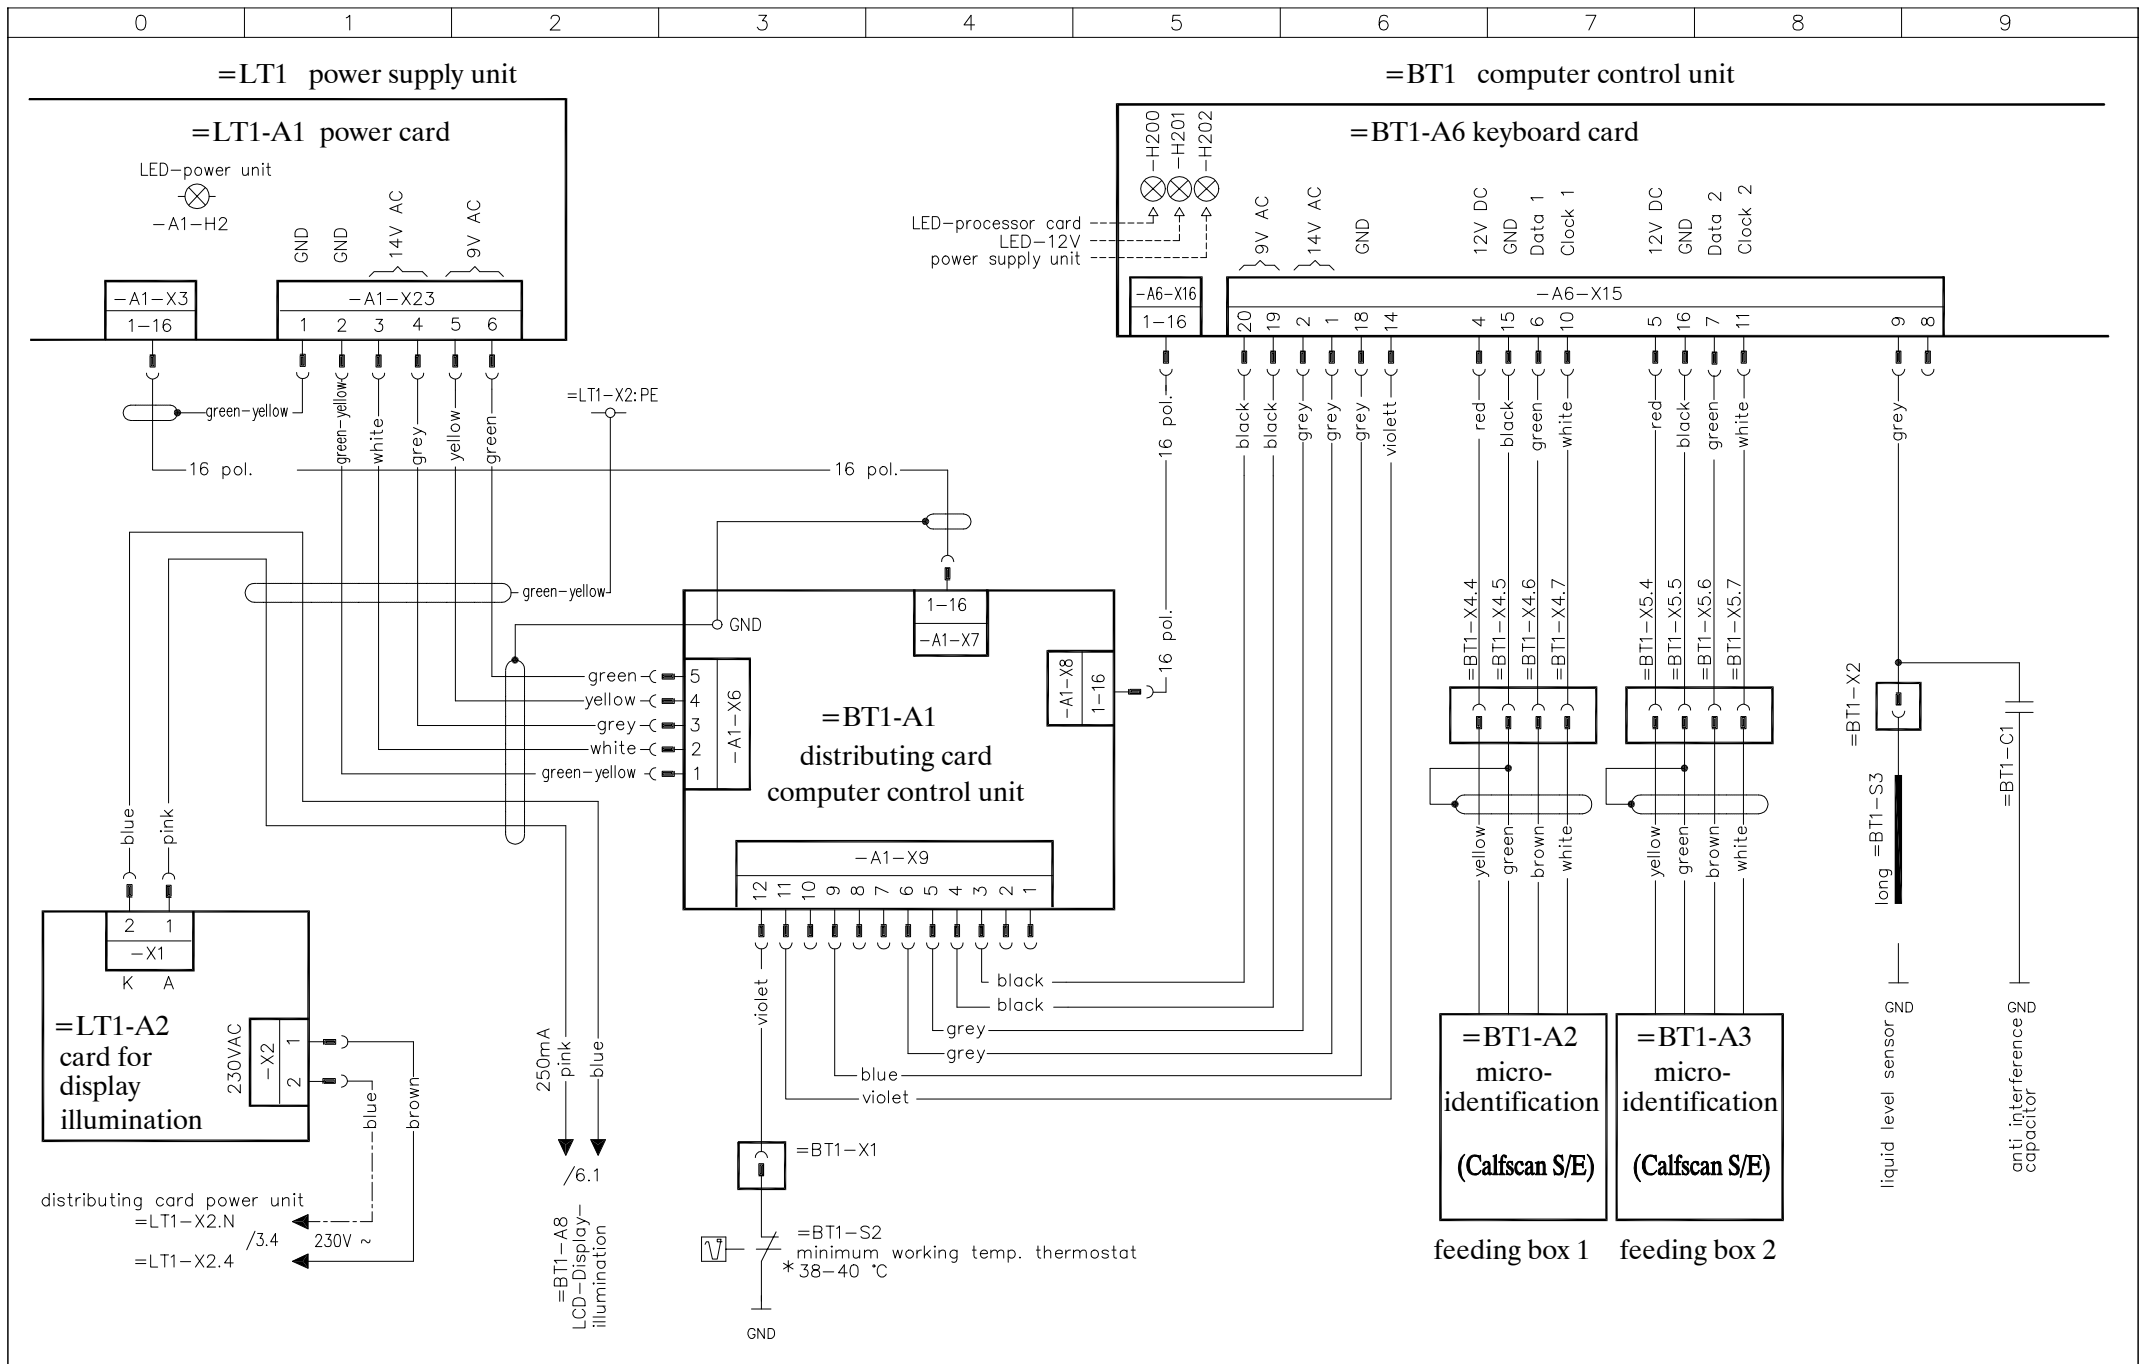 0 1 2 3 4 5 6 7 8 9
=LT1 power supply unit
=LT1-A1 power card
LED-power unit
-A1-H2
GND
GND
14V AC
9V AC
-A1-X3
1-16
-A1-X23
1 2 3 4 5 6
green-yellow
green-yellow
white
grey
yellow
green
=LT1-X2:PE
16 pol.
16 pol.
green-yellow
=BT1 computer control unit
=BT1-A6 keyboard card
-H200
-H201
-H202
LED-processor card
LED-12V
power supply unit
9V AC
14V AC
GND
12V DC
GND
Data 1
Clock 1
12V DC
GND
Data 2
Clock 2
-A6-X16
1-16
-A6-X15
20 19 2 1 18 14 4 15 6 10 5 16 7 11 9 8
16 pol.
black
black
grey
grey
grey
violett
red
black
green
white
red
black
green
white
grey
16 pol.
GND
1-16
-A1-X7
-A1-X8
1-16
green
yellow
grey
white
green-yellow
5
4
3
2
1
-A1-X6
=BT1-A1
distributing card
computer control unit
-A1-X9
12 11 10 9 8 7 6 5 4 3 2 1
black
black
grey
grey
blue
violet
violet
=BT1-X1
=BT1-S2
minimum working temp. thermostat
* 38-40 °C
GND
blue
pink
2 1
-X1
K A
=LT1-A2
card for
display
illumination
230VAC
-X2
1
2
blue
brown
distributing card power unit
=LT1-X2.N
/3.4
230V ~
=LT1-X2.4
250mA
pink
blue
/6.1
=BT1-A8
LCD-Display-
illumination
=BT1-X4.4
=BT1-X4.5
=BT1-X4.6
=BT1-X4.7
=BT1-X5.4
=BT1-X5.5
=BT1-X5.6
=BT1-X5.7
yellow
green
brown
white
yellow
green
brown
white
=BT1-A2
micro-
identification
(Calfscan S/E)
feeding box 1
=BT1-A3
micro-
identification
(Calfscan S/E)
feeding box 2
=BT1-X2
long =BT1-S3
=BT1-C1
GND
liquid level sensor
GND
anti interference
capacitor